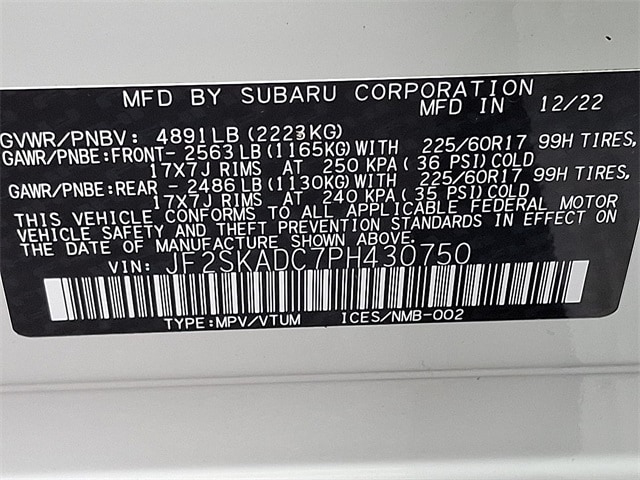 MFD BY SUBARU CORPORATION
MFD IN 12/22
GVWR/PNBV: 4891LB(2223KG)
GAWR/PNBE:FRONT- 2563LB(1165KG)WITH 225/60R17 99H TIRES,
17X7J RIMS AT 250 KPA( 36 PSI)COLD
GAWR/PNBE:REAR - 2486LB(1130KG)WITH 225/60R17 99H TIRES,
17X7J RIMS AT 240 KPA( 35 PSI)COLD
THIS VEHICLE CONFORMS TO ALL APPLICABLE FEDERAL MOTOR
VEHICLE SAFETY AND THEFT PREVENTION STANDARDS IN EFFECT ON
THE DATE OF MANUFACTURE SHOWN ABOVE.
VIN: JF2SKADC7PH430750
TYPE:MPV/VTUM ICES/NMB-002